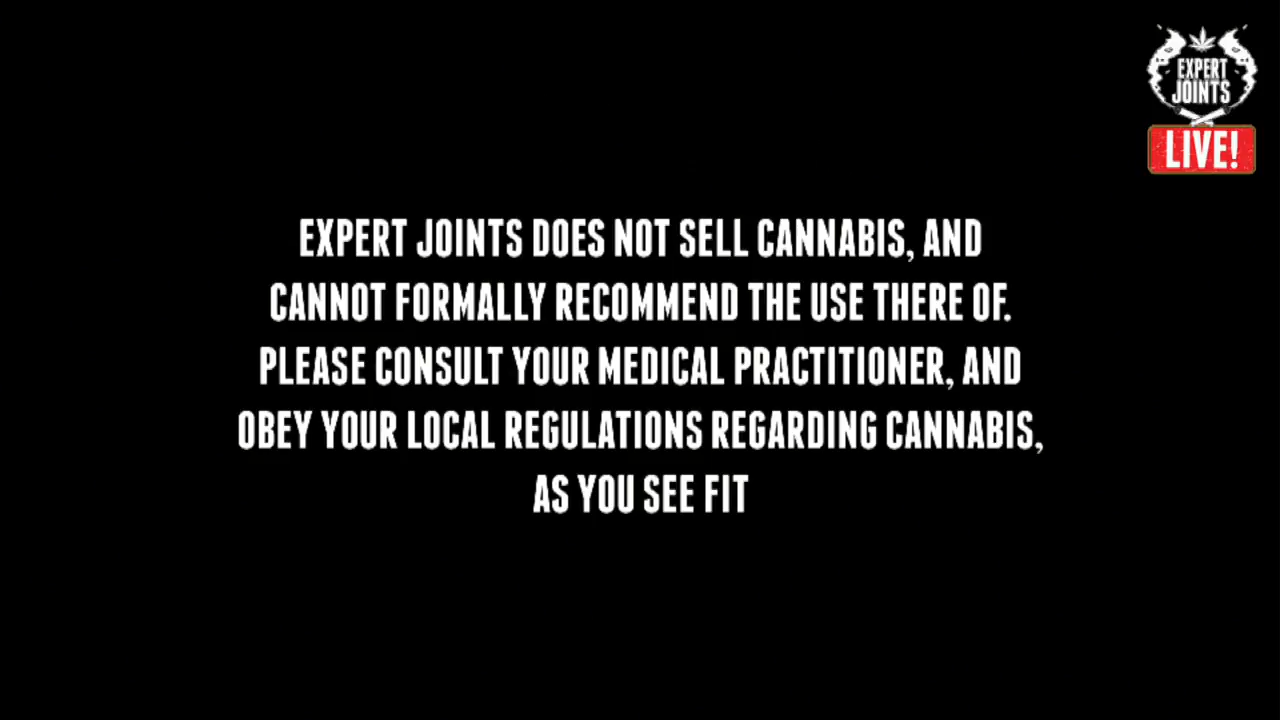 EXPERT
JOINTS
LIVE!
EXPERT JOINTS DOES NOT SELL CANNABIS, AND
CANNOT FORMALLY RECOMMEND THE USE THERE OF.
PLEASE CONSULT YOUR MEDICAL PRACTITIONER, AND
OBEY YOUR LOCAL REGULATIONS REGARDING CANNABIS,
AS YOU SEE FIT